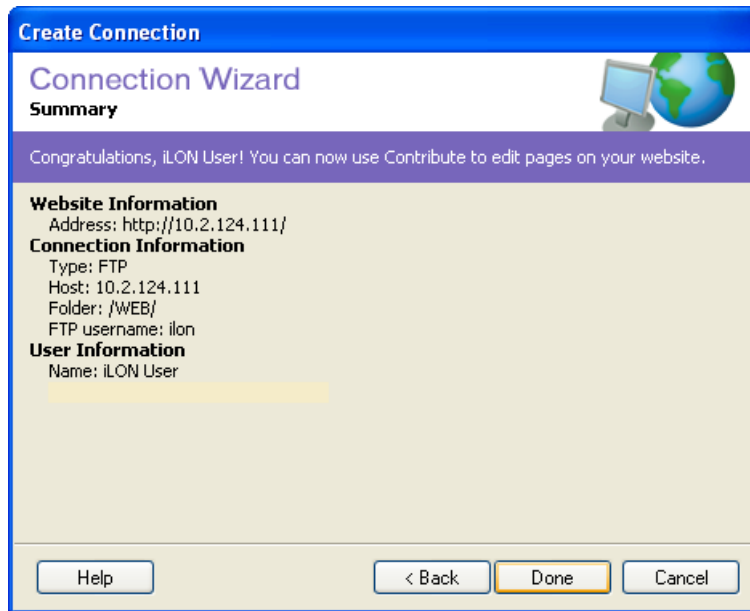 Create Connection
Connection Wizard
Summary
Congratulations, iLON User! You can now use Contribute to edit pages on your website.
Website Information
Address: http://10.2.124.111/
Connection Information
Type: FTP
Host: 10.2.124.111
Folder: /WEB/
FTP username: ilon
User Information
Name: iLON User
Help < Back Done Cancel